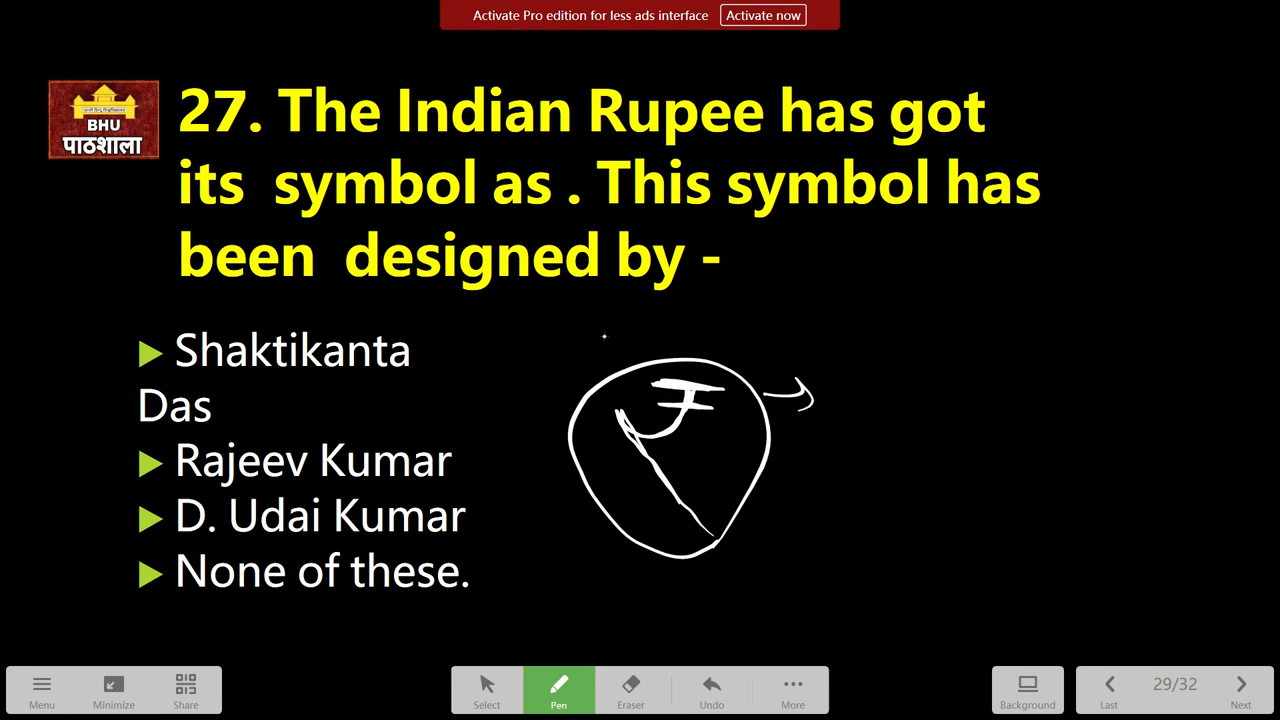 Activate Pro edition for less ads interface Activate now
BHU
पाठशाला
27. The Indian Rupee has got
its symbol as . This symbol has
been designed by -
Shaktikanta
Das
Rajeev Kumar
D. Udai Kumar
None of these.
₹
Menu Minimize Share Select Pen Eraser Undo More Background Last 29/32 Next